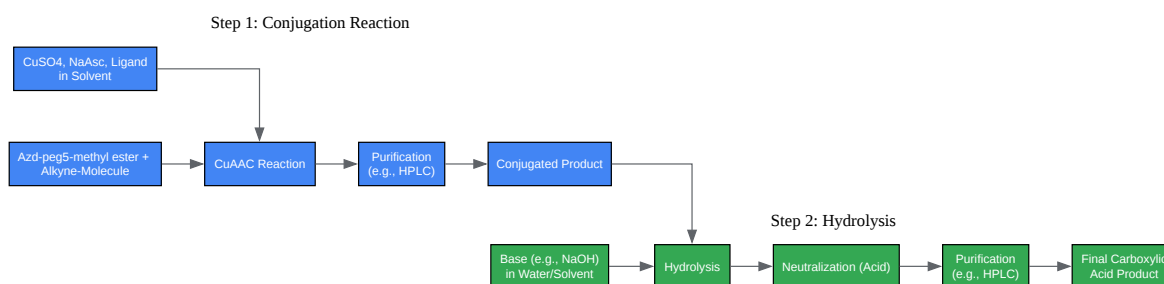 Step 1: Conjugation Reaction
CuSO4, NaAsc, Ligand
in Solvent
Azd-peg5-methyl ester +
Alkyne-Molecule
CuAAC Reaction
Purification
(e.g., HPLC)
Conjugated Product
Step 2: Hydrolysis
Base (e.g., NaOH)
in Water/Solvent
Hydrolysis
Neutralization (Acid)
Purification
(e.g., HPLC)
Final Carboxylic
Acid Product